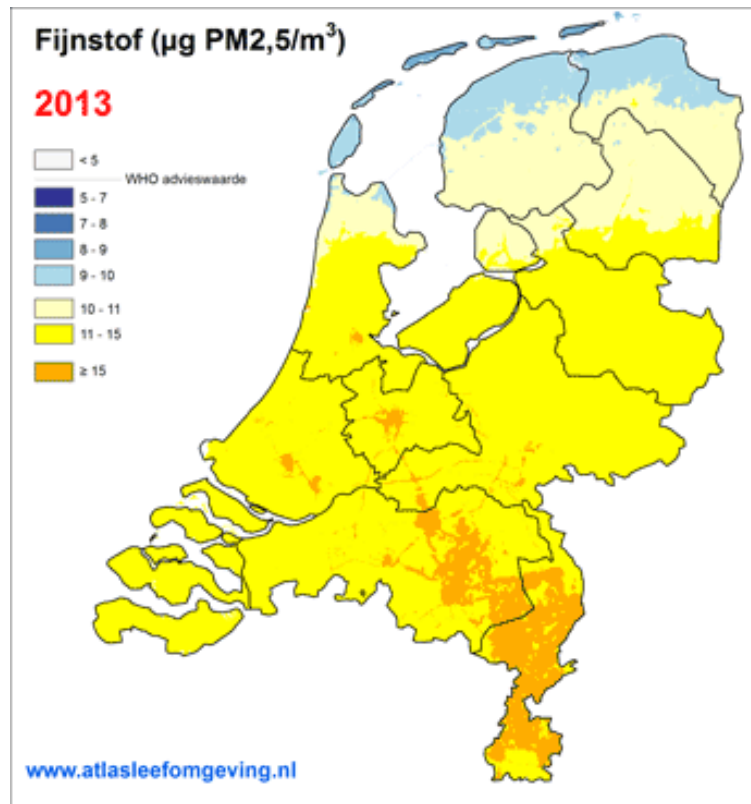 Fijnstof (µg PM2,5/m³)
2013
< 5
WHO advieswaarde
5 - 7
7 - 8
8 - 9
9 - 10
10 - 11
11 - 15
≥ 15
www.atlasleefomgeving.nl